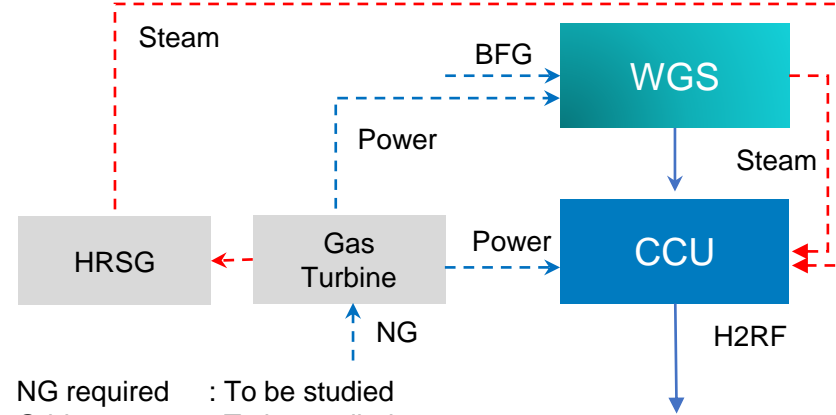 Steam
BFG
WGS
Power
Steam
HRSG
Gas
Turbine
Power
CCU
NG
H2RF
NG required : To be studied